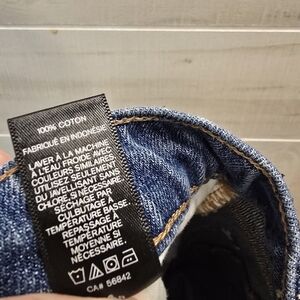 100% COTON
FABRIQUÉ EN INDONÉSIE
LAVER À LA MACHINE
À L'EAU FROIDE AVEC
COULEURS SIMILAIRES
UTILISEZ SEULEMENT
DU JAVELLISANT SANS
CHLORE SI NÉCESSAIRE
SÉCHAGE PAR
CULBUTAGE À
TEMPÉRATURE BASSE
REPASSAGE À
TEMPÉRATURE
MOYENNE SI
NÉCESSAIRE
CA# 56842